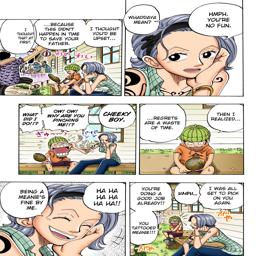 WHADDAYA
MEAN?
HMPH.
YOU'RE
NO FUN.
I
THOUGHT
THAT AT
FIRST.
...BECAUSE
THIS DIDN'T
HAPPEN IN
TIME TO SAVE
YOUR
FATHER.
I THOUGHT
YOU'D BE
UPSET...
WHAT
DID I
DO!?
OW! OW!
WHY ARE
YOU
PINCHING
ME!?
CHEEKY
BOY.
...REGRETS
ARE A WASTE
OF TIME.
THEN I
REALIZED...
BEING A
MEANIE'S
FINE BY
ME.
HA HA
HA HA
HA HA!!
YOU'RE
DOING A
GOOD JOB
ALREADY!!
YOU
TATTOOED
MEANIE!!
HMPH...
I WAS ALL
SET TO PICK
ON YOU
AGAIN.